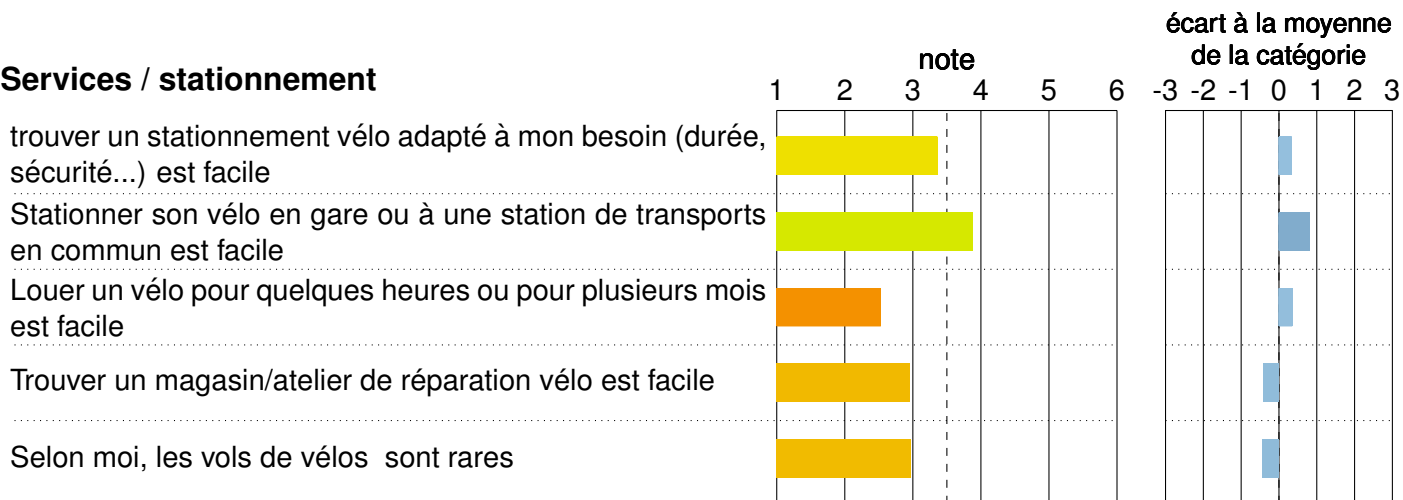 écart à la moyenne
note de la catégorie
Services / stationnement
1 2 3 4 5 6 -3 -2 -1 0 1 2 3
trouver un stationnement vélo adapté à mon besoin (durée,
sécurité...) est facile
Stationner son vélo en gare ou à une station de transports
en commun est facile
Louer un vélo pour quelques heures ou pour plusieurs mois
est facile
Trouver un magasin/atelier de réparation vélo est facile
Selon moi, les vols de vélos  sont rares